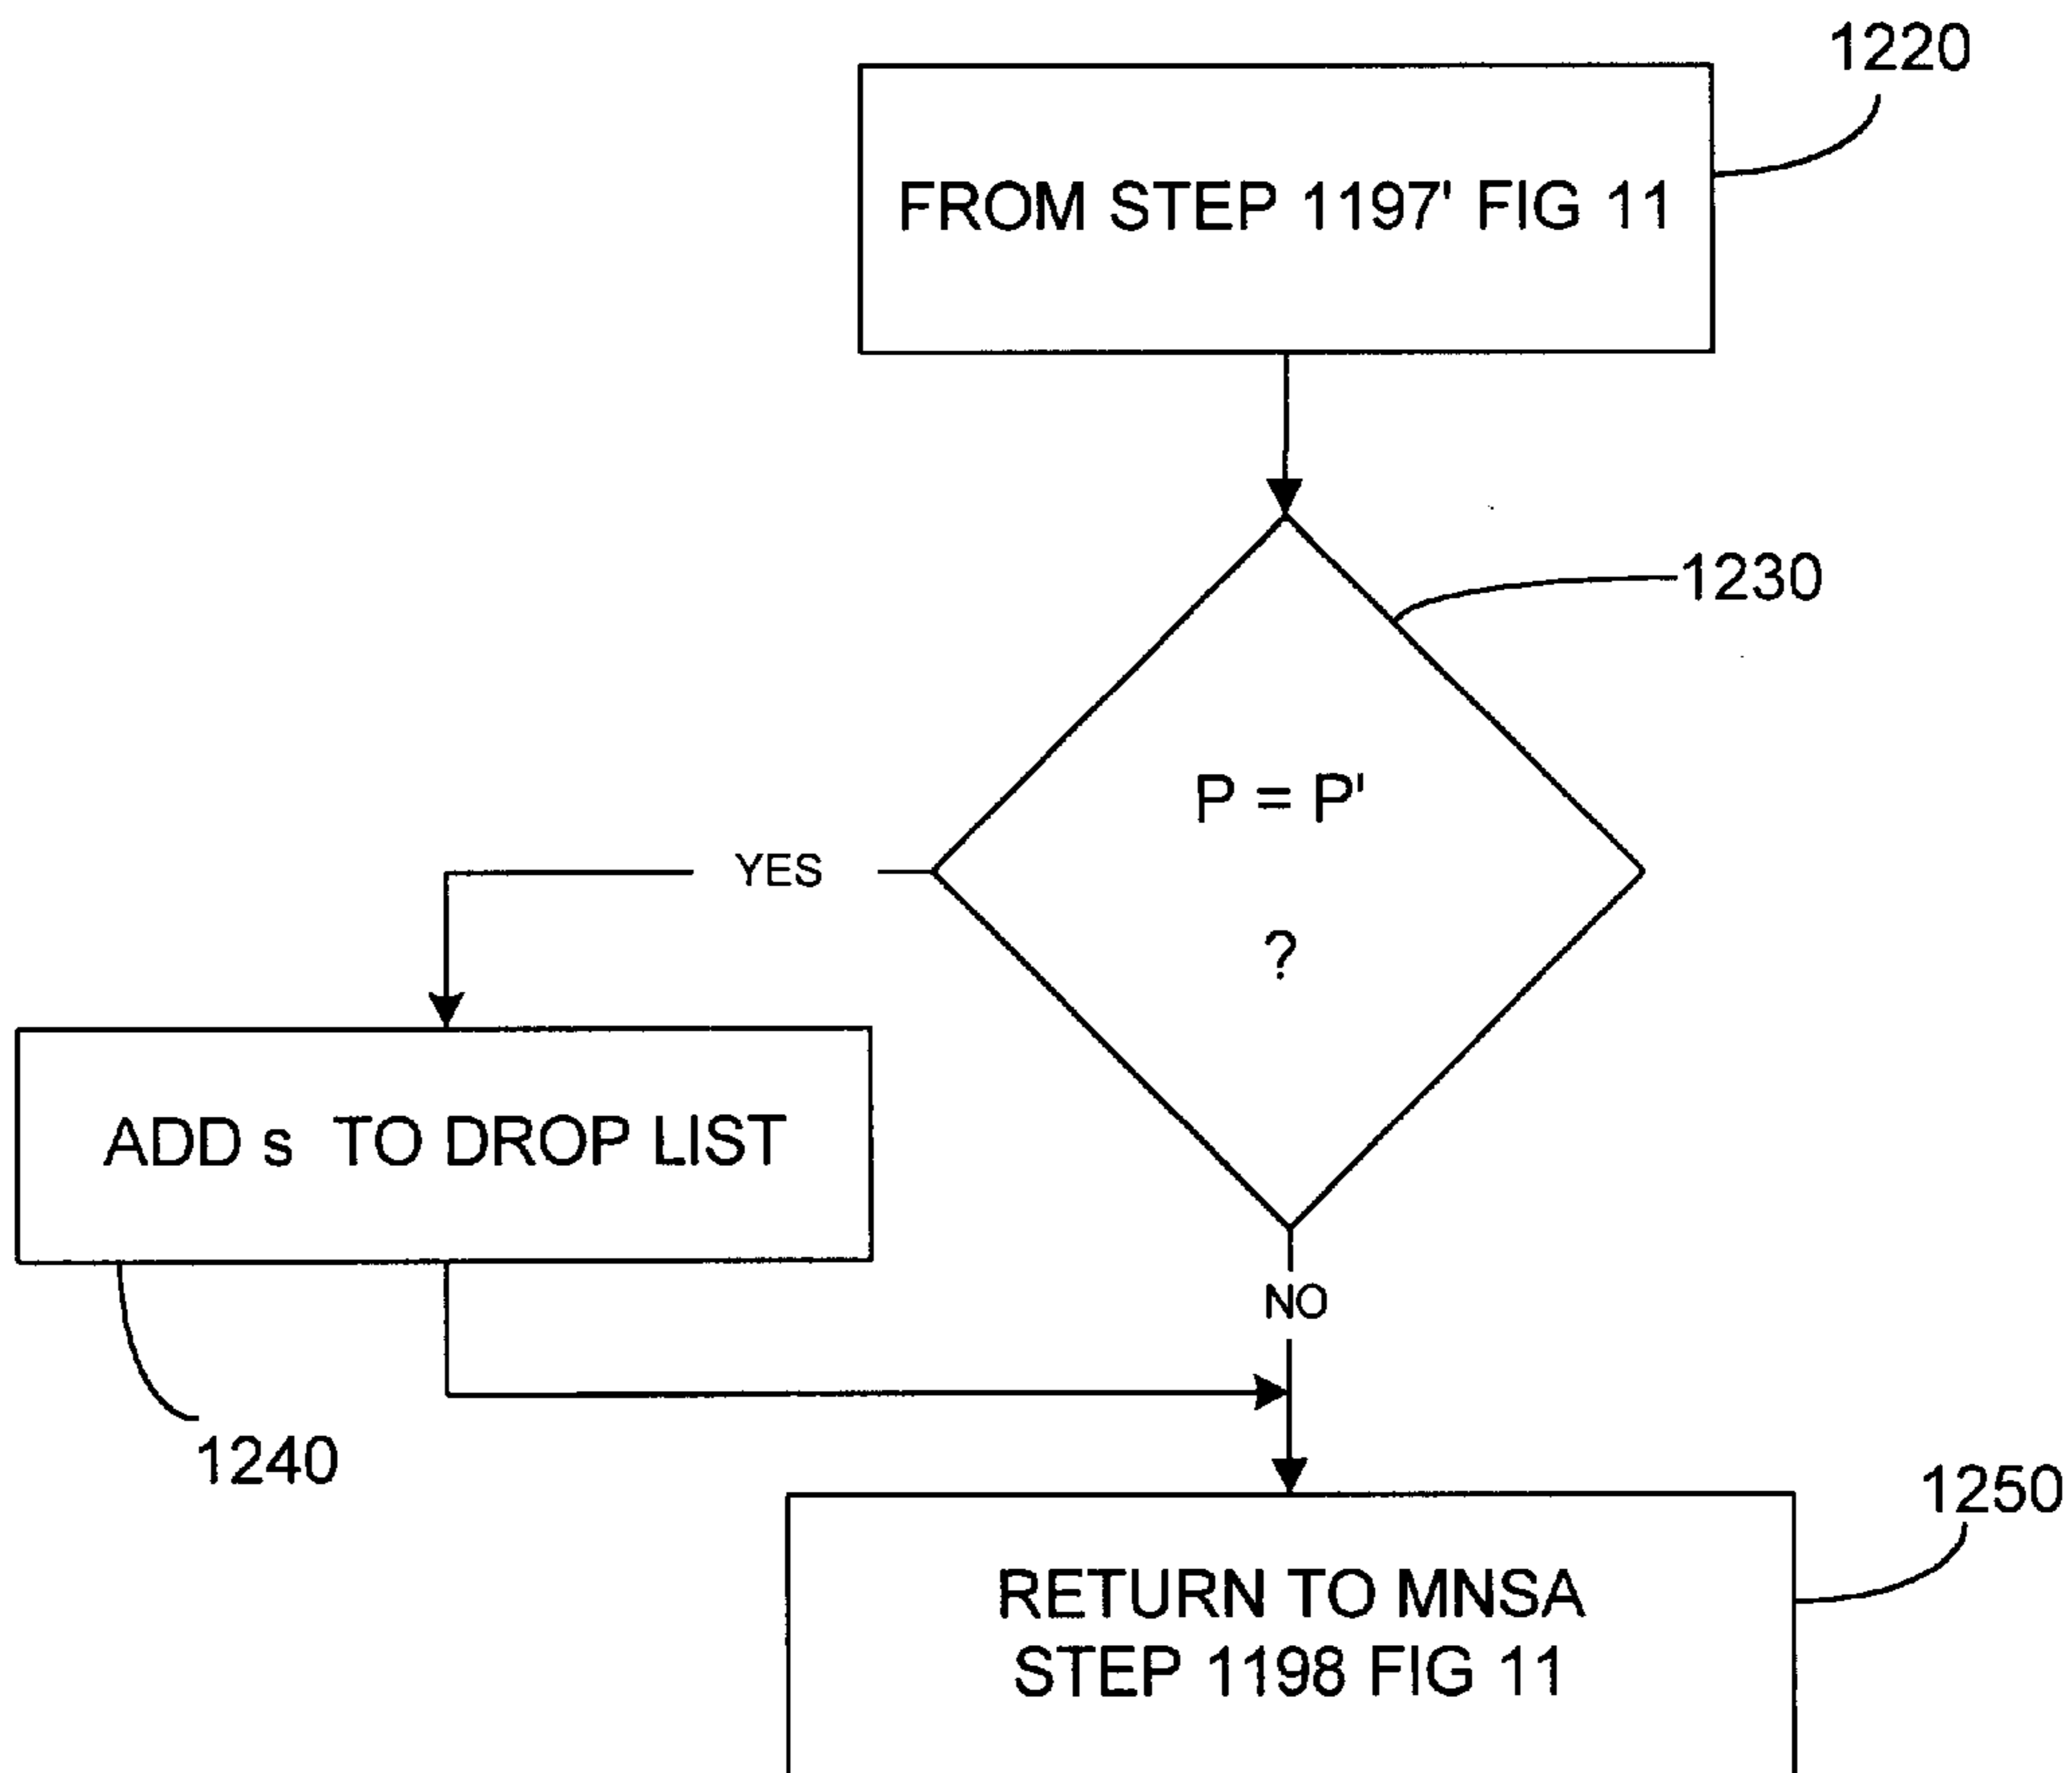 1220
FROM STEP 1197' FIG 11
1230
P = P'
?
YES
ADD s TO DROP LIST
NO
1240
1250
RETURN TO MNSA
STEP 1198 FIG 11